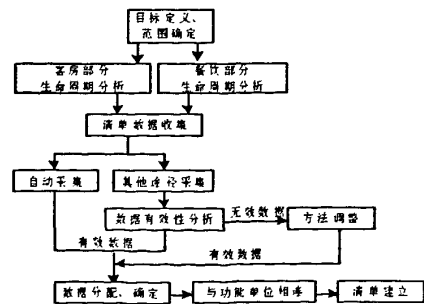 目标定义、
范围确定
客房部分
生命周期分析
餐饮部分
生命周期分析
清单数据收集
自动采集
其他途径采集
数据有效性分析
无效数据
方法调整
有效数据
有效数据
数据分配、确定
与功能单位相联
清单建立